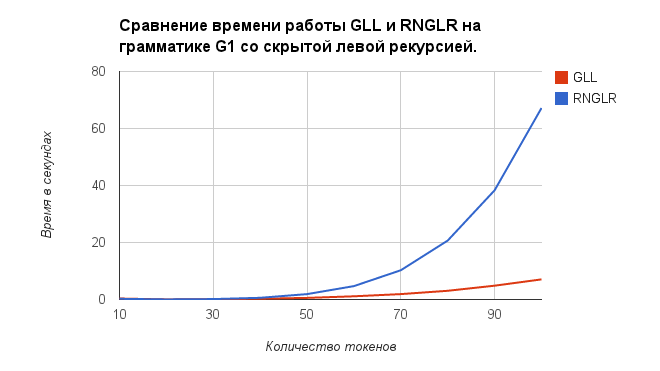 Сравнение времени работы GLL и RNGLR на
грамматике G1 со скрытой левой рекурсией.
80
GLL
RNGLR
60
40
20
0
Время в секундах
10
30
50
70
90
Количество токенов